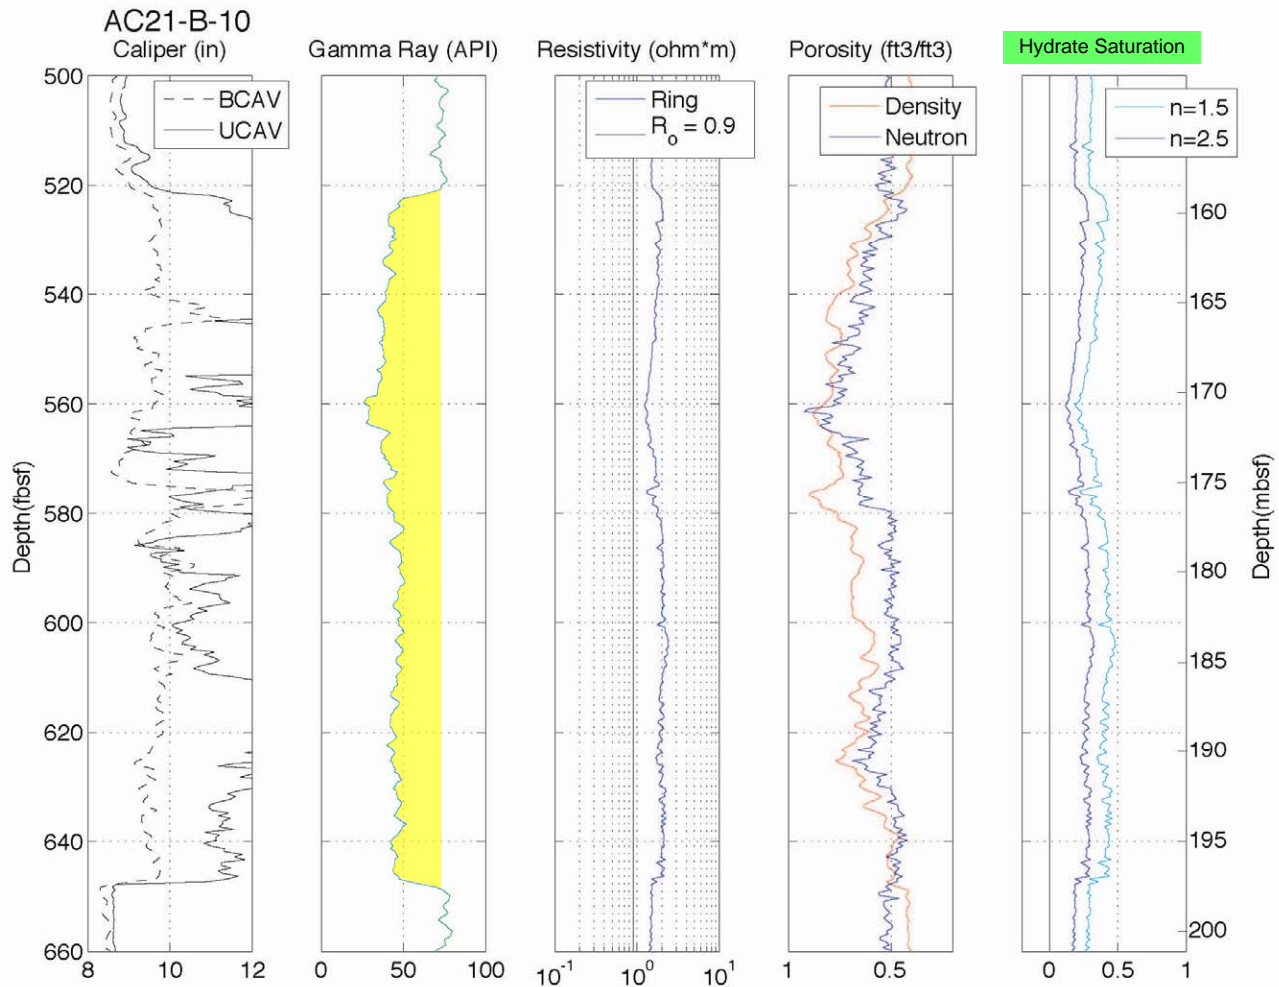 AC21-B-10
Caliper (in)
Gamma Ray (API)
Resistivity (ohm*m)
Porosity (ft3/ft3)
Hydrate Saturation
BCAV
UCAV
Ring
Ro = 0.9
Density
Neutron
n=1.5
n=2.5
Depth(fbsf)
500
520
540
560
580
600
620
640
660
8 10 12
0 50 100
10-1 100 101
1 0.5
0 0.5 1
160
165
170
175
180
185
190
195
200
Depth(mbsf)